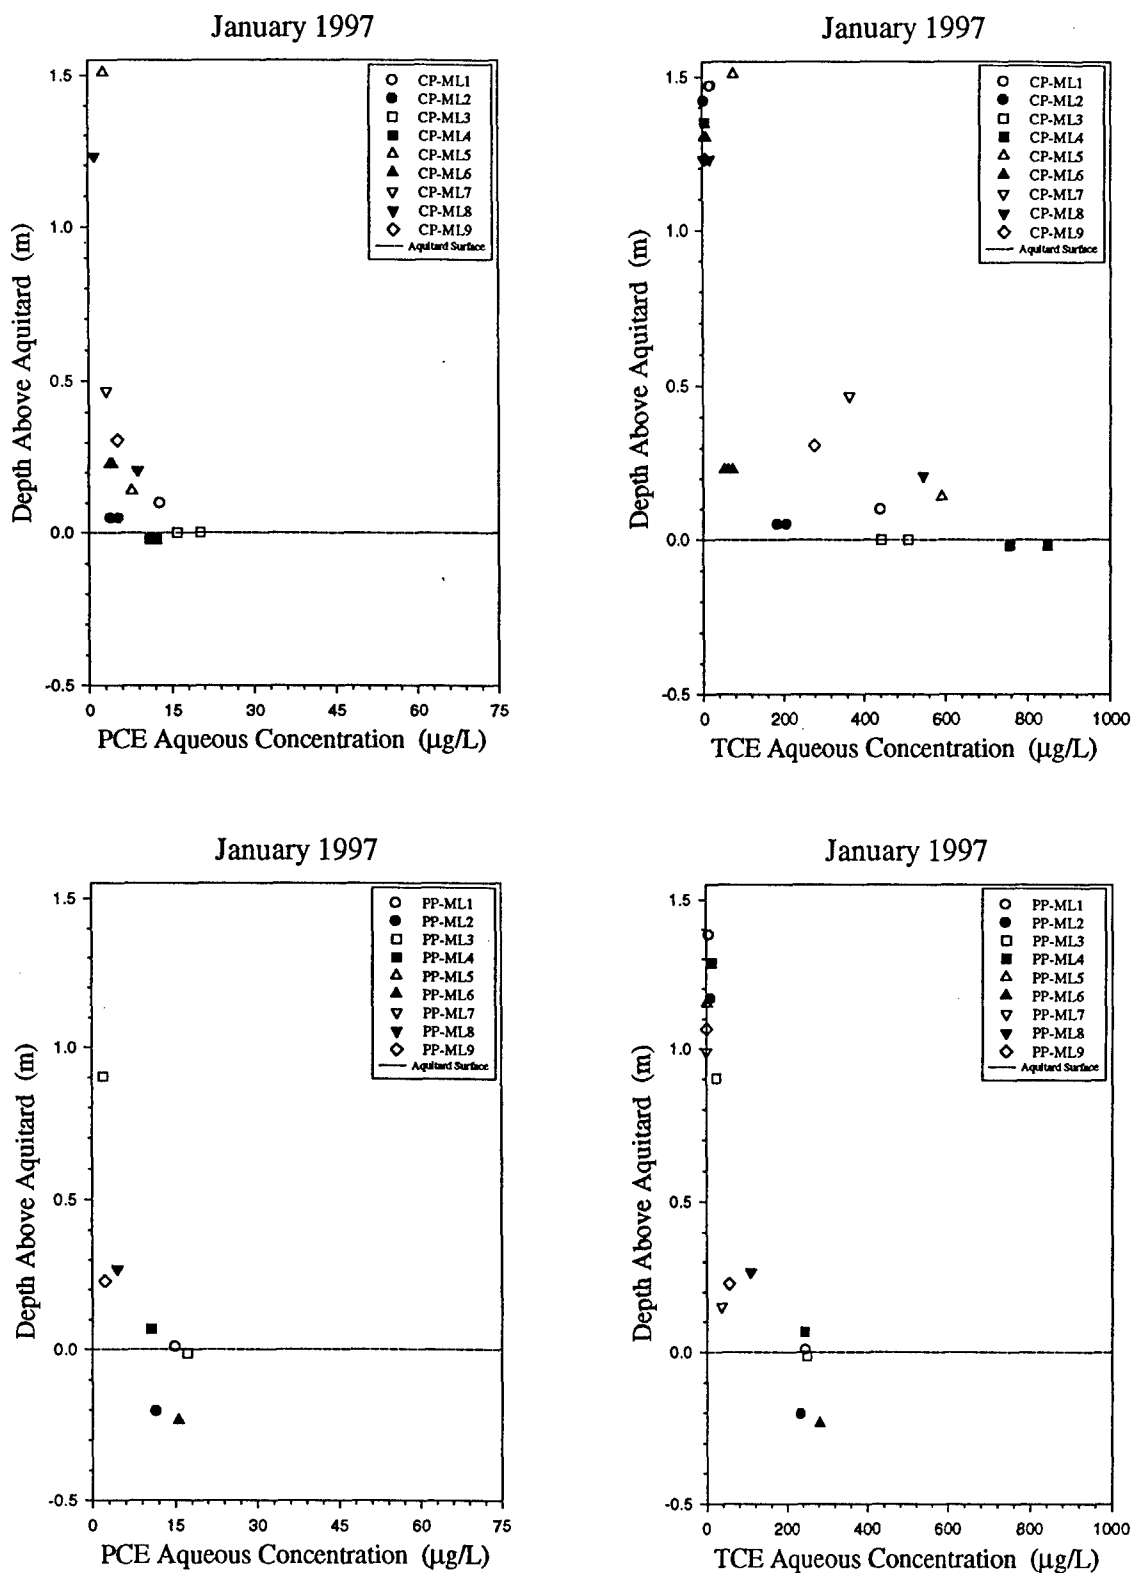 January 1997
1.5
1.0
0.5
0.0
-0.5
0
15
30
45
60
75
Depth Above Aquitard (m)
PCE Aqueous Concentration (µg/L)
CP-ML1
CP-ML2
CP-ML3
CP-ML4
CP-ML5
CP-ML6
CP-ML7
CP-ML8
CP-ML9
Aquitard Surface
January 1997
1.5
1.0
0.5
0.0
-0.5
0
200
400
600
800
1000
Depth Above Aquitard (m)
TCE Aqueous Concentration (µg/L)
CP-ML1
CP-ML2
CP-ML3
CP-ML4
CP-ML5
CP-ML6
CP-ML7
CP-ML8
CP-ML9
Aquitard Surface
January 1997
1.5
1.0
0.5
0.0
-0.5
0
15
30
45
60
75
Depth Above Aquitard (m)
PCE Aqueous Concentration (µg/L)
PP-ML1
PP-ML2
PP-ML3
PP-ML4
PP-ML5
PP-ML6
PP-ML7
PP-ML8
PP-ML9
Aquitard Surface
January 1997
1.5
1.0
0.5
0.0
-0.5
0
200
400
600
800
1000
Depth Above Aquitard (m)
TCE Aqueous Concentration (µg/L)
PP-ML1
PP-ML2
PP-ML3
PP-ML4
PP-ML5
PP-ML6
PP-ML7
PP-ML8
PP-ML9
Aquitard Surface